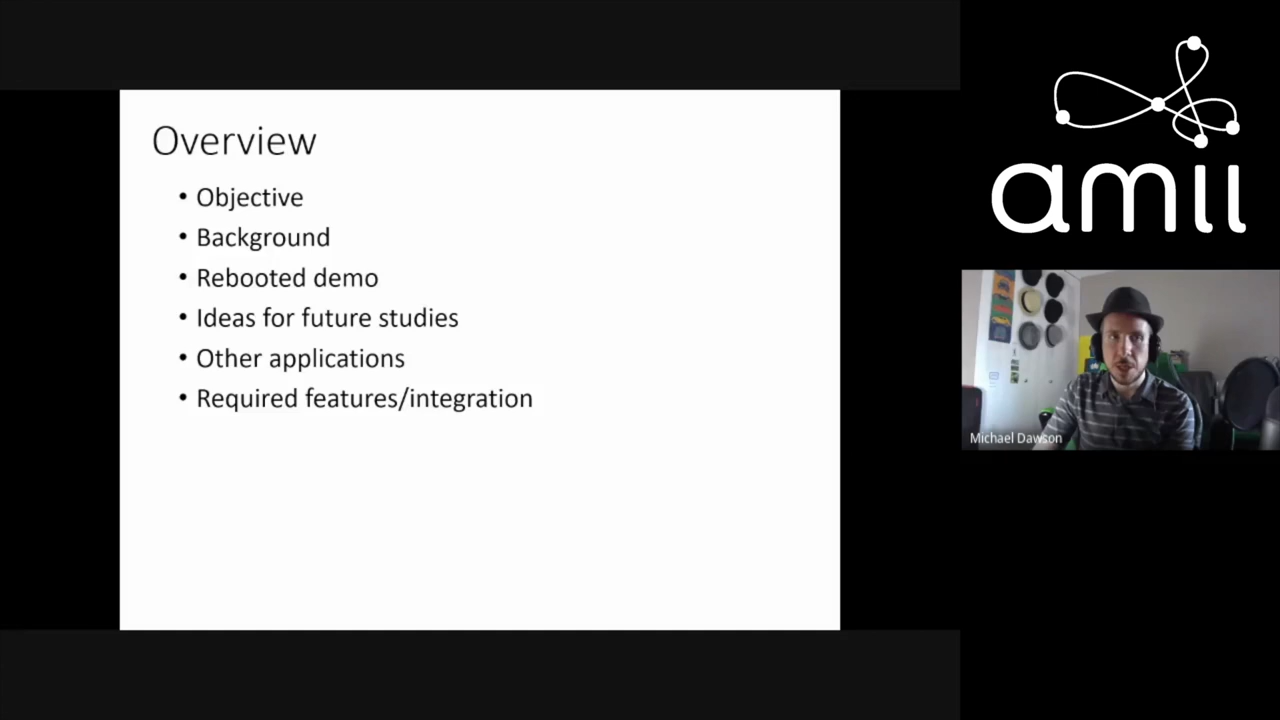 Overview
• Objective
• Background
• Rebooted demo
• Ideas for future studies
• Other applications
• Required features/integration
amii
Michael Dawson